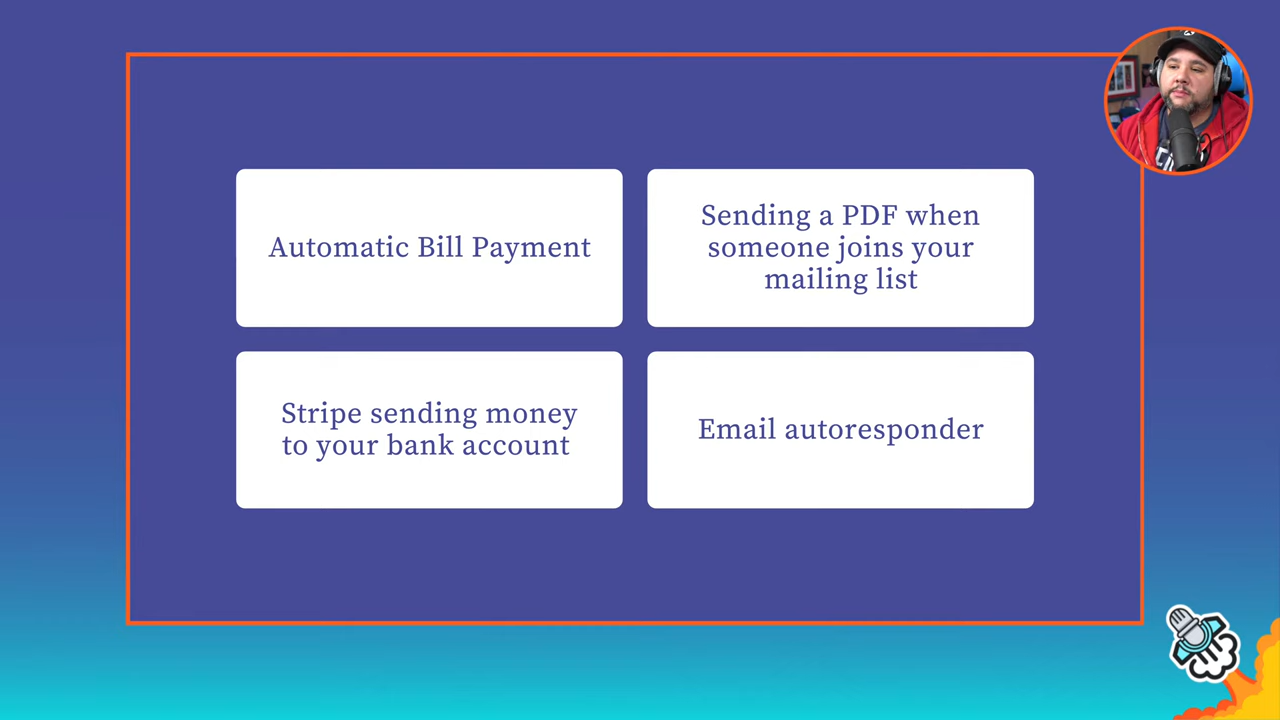 Automatic Bill Payment
Sending a PDF when
someone joins your
mailing list
Stripe sending money
to your bank account
Email autoresponder